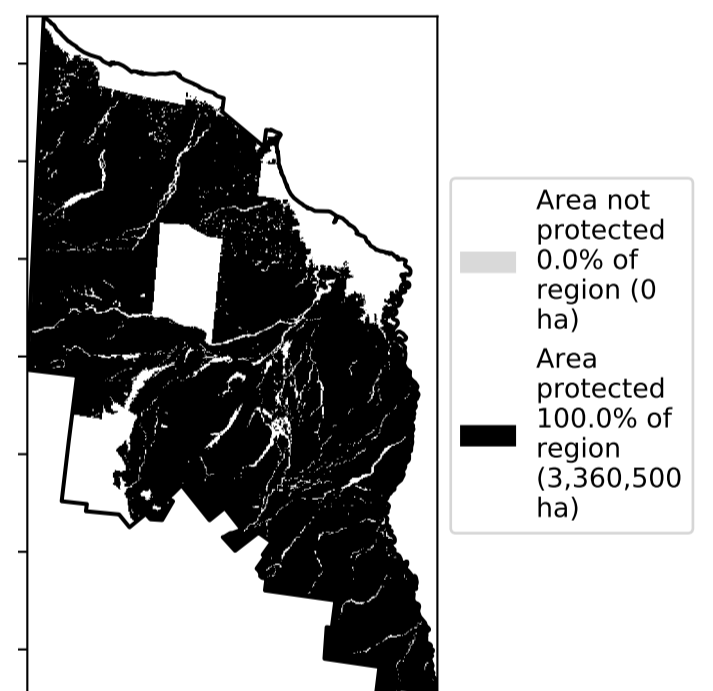 Area not
protected
0.0% of
region (0
ha)
Area
protected
100.0% of
region
(3,360,500
ha)